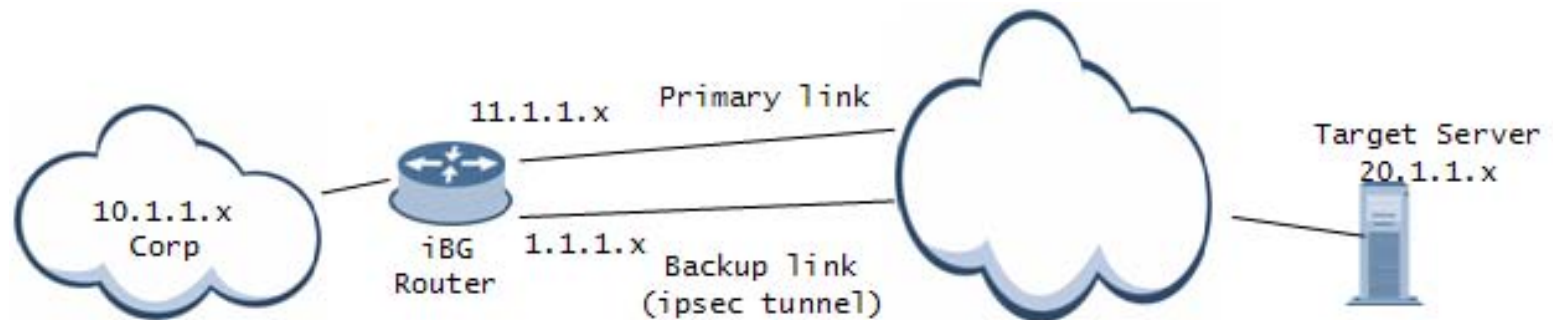 11.1.1.x
Primary link
Target Server
20.1.1.x
10.1.1.x
Corp
iBG
Router
1.1.1.x
Backup link
(ipsec tunnel)